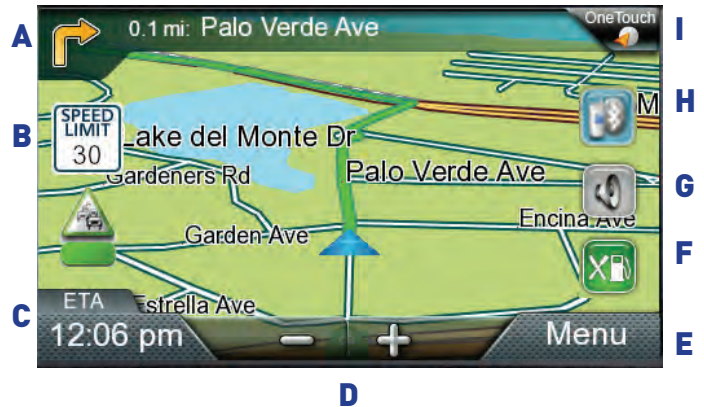 A
0.1 mi: Palo Verde Ave
OneTouch
I
H
M
B
SPEED
LIMIT
30
Lake del Monte Dr
Gardeners Rd
Palo Verde Ave
G
Encina Ave
Garden Ave
F
X
C
ETA
Estrella Ave
12:06 pm
Menu
E
D